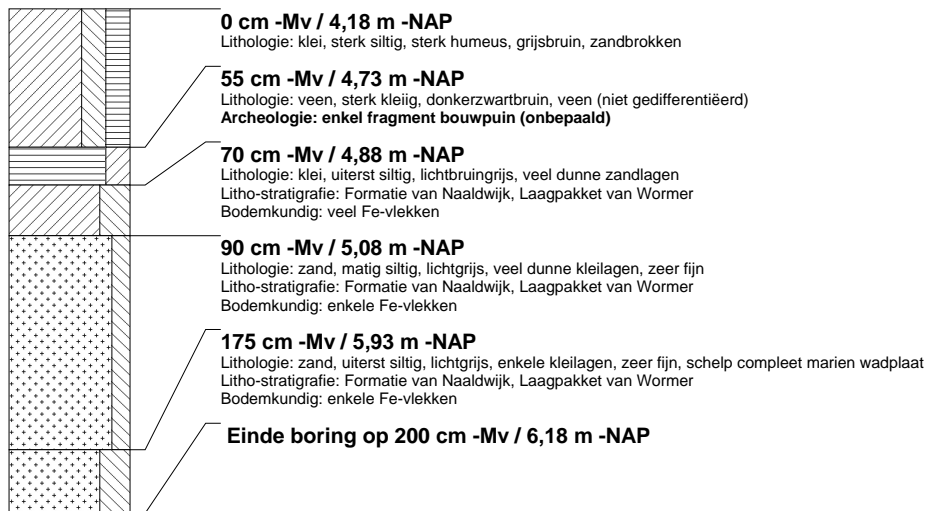 0 cm -Mv / 4,18 m -NAP
Lithologie: klei, sterk siltig, sterk humeus, grijsbruin, zandbrokken
55 cm -Mv / 4,73 m -NAP
Lithologie: veen, sterk kleiig, donkerzwartbruin, veen (niet gedifferentiëerd)
Archeologie: enkel fragment bouwpuin (onbepaald)
70 cm -Mv / 4,88 m -NAP
Lithologie: klei, uiterst siltig, lichtbruingrijs, veel dunne zandlagen
Litho-stratigrafie: Formatie van Naaldwijk, Laagpakket van Wormer
Bodemkundig: veel Fe-vlekken
90 cm -Mv / 5,08 m -NAP
Lithologie: zand, matig siltig, lichtgrijs, veel dunne kleilagen, zeer fijn
Litho-stratigrafie: Formatie van Naaldwijk, Laagpakket van Wormer
Bodemkundig: enkele Fe-vlekken
175 cm -Mv / 5,93 m -NAP
Lithologie: zand, uiterst siltig, lichtgrijs, enkele kleilagen, zeer fijn, schelp compleet marien wadplaat
Litho-stratigrafie: Formatie van Naaldwijk, Laagpakket van Wormer
Bodemkundig: enkele Fe-vlekken
Einde boring op 200 cm -Mv / 6,18 m -NAP